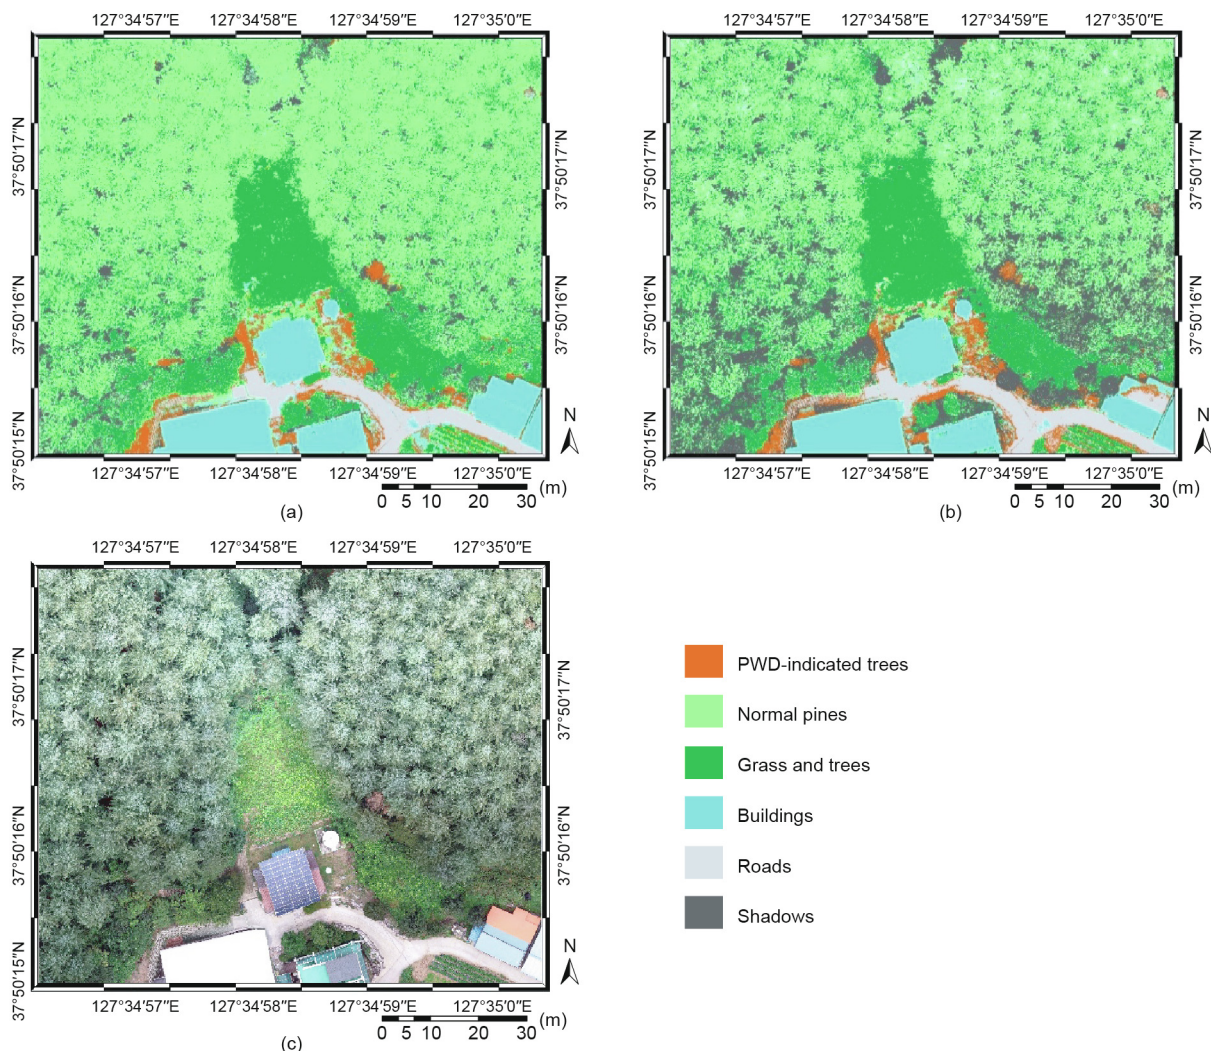 127°34′57″E 127°34′58″E 127°34′59″E 127°35′0″E
37°50′17″N
37°50′16″N
37°50′15″N
37°50′17″N
37°50′16″N
N
127°34′57″E 127°34′58″E 127°34′59″E 127°35′0″E
0 5 10 20 30 (m)
(a)
127°34′57″E 127°34′58″E 127°34′59″E 127°35′0″E
37°50′17″N
37°50′16″N
37°50′15″N
37°50′17″N
37°50′16″N
N
127°34′57″E 127°34′58″E 127°34′59″E 127°35′0″E
0 5 10 20 30 (m)
(b)
127°34′57″E 127°34′58″E 127°34′59″E 127°35′0″E
37°50′17″N
37°50′16″N
37°50′15″N
37°50′17″N
37°50′16″N
N
127°34′57″E 127°34′58″E 127°34′59″E 127°35′0″E
0 5 10 20 30 (m)
(c)
PWD-indicated trees
Normal pines
Grass and trees
Buildings
Roads
Shadows